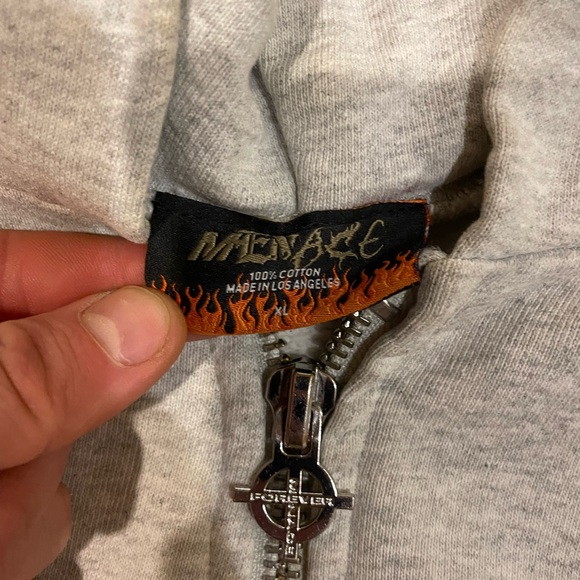 MENACE
100% COTTON
MADE IN LOS ANGELES
XL
FOREVER